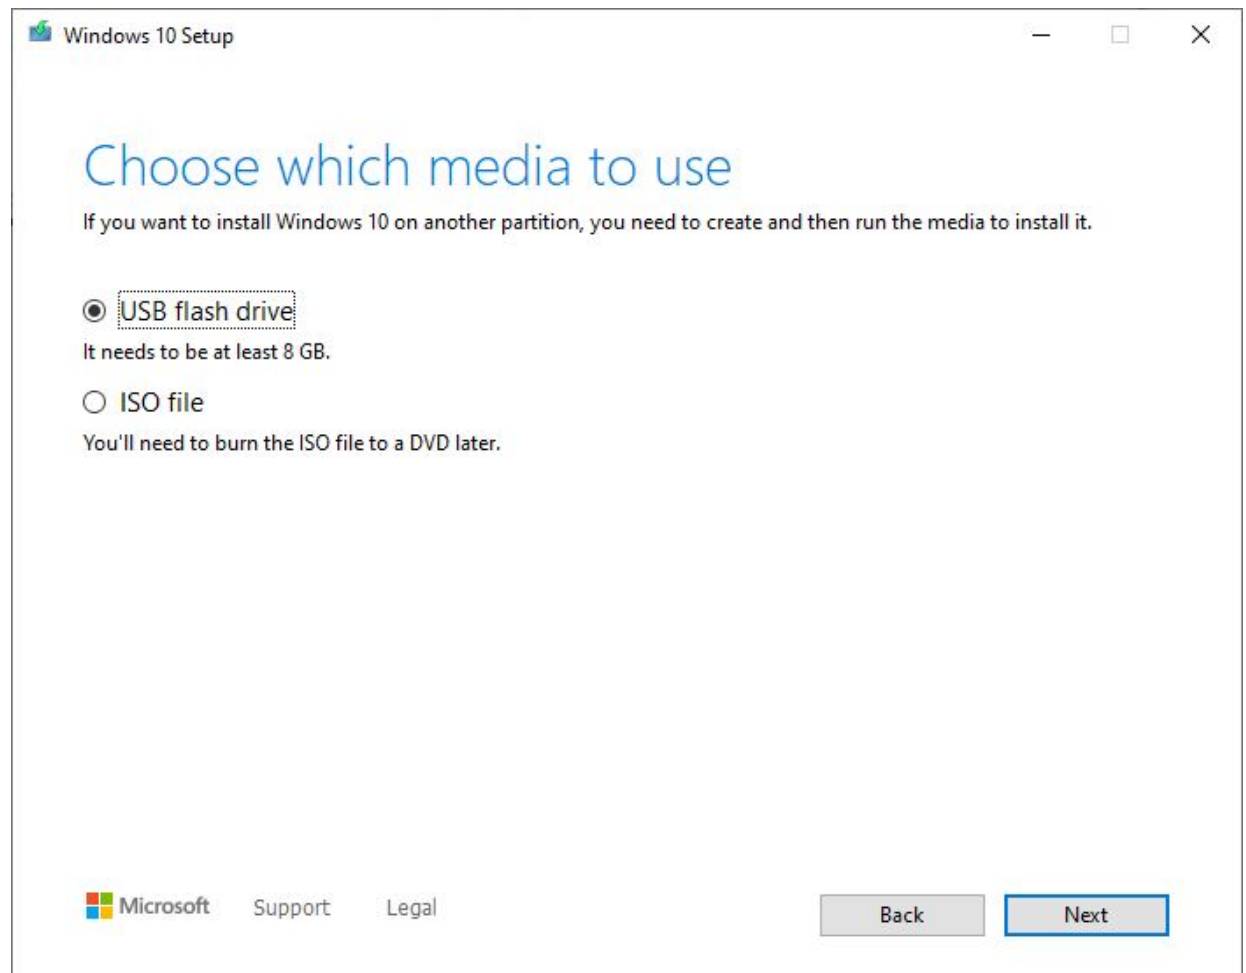 Windows 10 Setup
Choose which media to use
If you want to install Windows 10 on another partition, you need to create and then run the media to install it.
USB flash drive
It needs to be at least 8 GB.
ISO file
You'll need to burn the ISO file to a DVD later.
Microsoft Support Legal Back Next